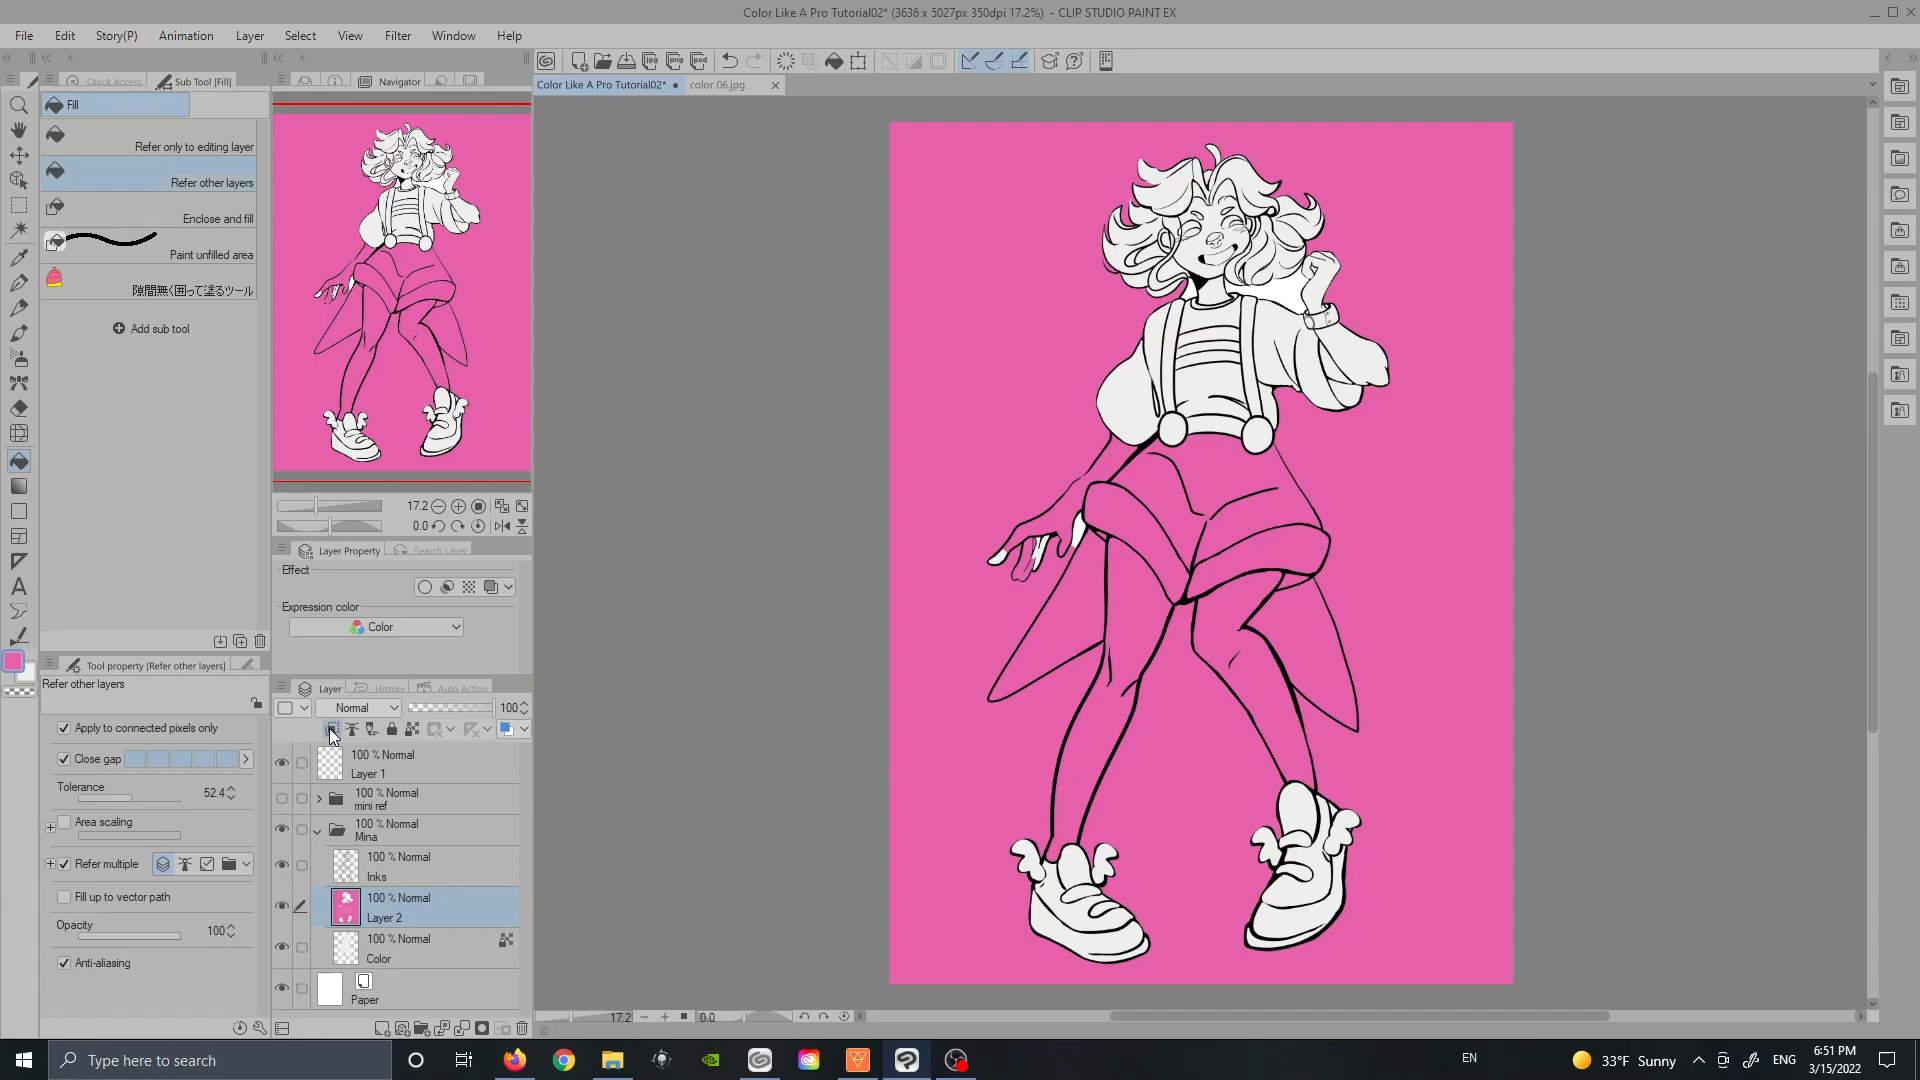 Color Like A Pro Tutorial02* (3636 x 5027px 350dpi 17.2%) - CLIP STUDIO PAINT EX
File Edit Story(P) Animation Layer Select View Filter Window Help
Quick Access Sub Tool [Fill] Navigator
Color Like A Pro Tutorial02* color 06.jpg
Fill
Refer only to editing layer
Refer other layers
Enclose and fill
Paint unfilled area
隙間無く囲って塗るツール
Add sub tool
17.2
0.0
Layer Property Search Layer
Effect
Expression color
Color
Tool property [Refer other layers]
Refer other layers
Apply to connected pixels only
Close gap
Tolerance 52.4
Area scaling
Refer multiple
Fill up to vector path
Opacity 100
Anti-aliasing
Layer History Auto Action
Normal 100
100 % Normal
Layer 1
100 % Normal
mini ref
100 % Normal
Mina
100 % Normal
Inks
100 % Normal
Layer 2
100 % Normal
Color
Paper
17.2 0.0
Type here to search
EN
33°F Sunny
ENG
6:51 PM
3/15/2022